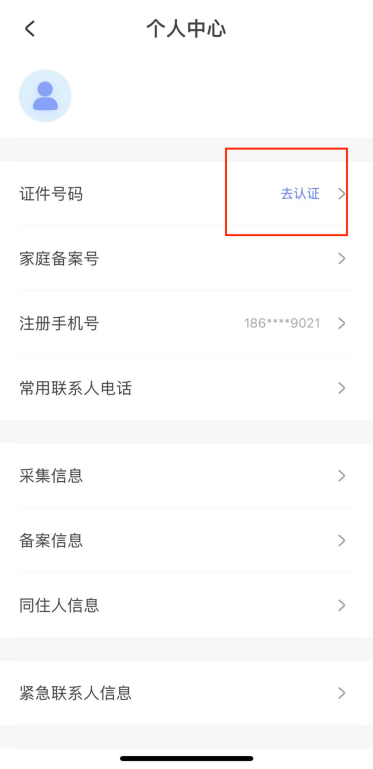 个人中心
证件号码 去认证
家庭备案号
注册手机号 186****9021
常用联系人电话
采集信息
备案信息
同住人信息
紧急联系人信息